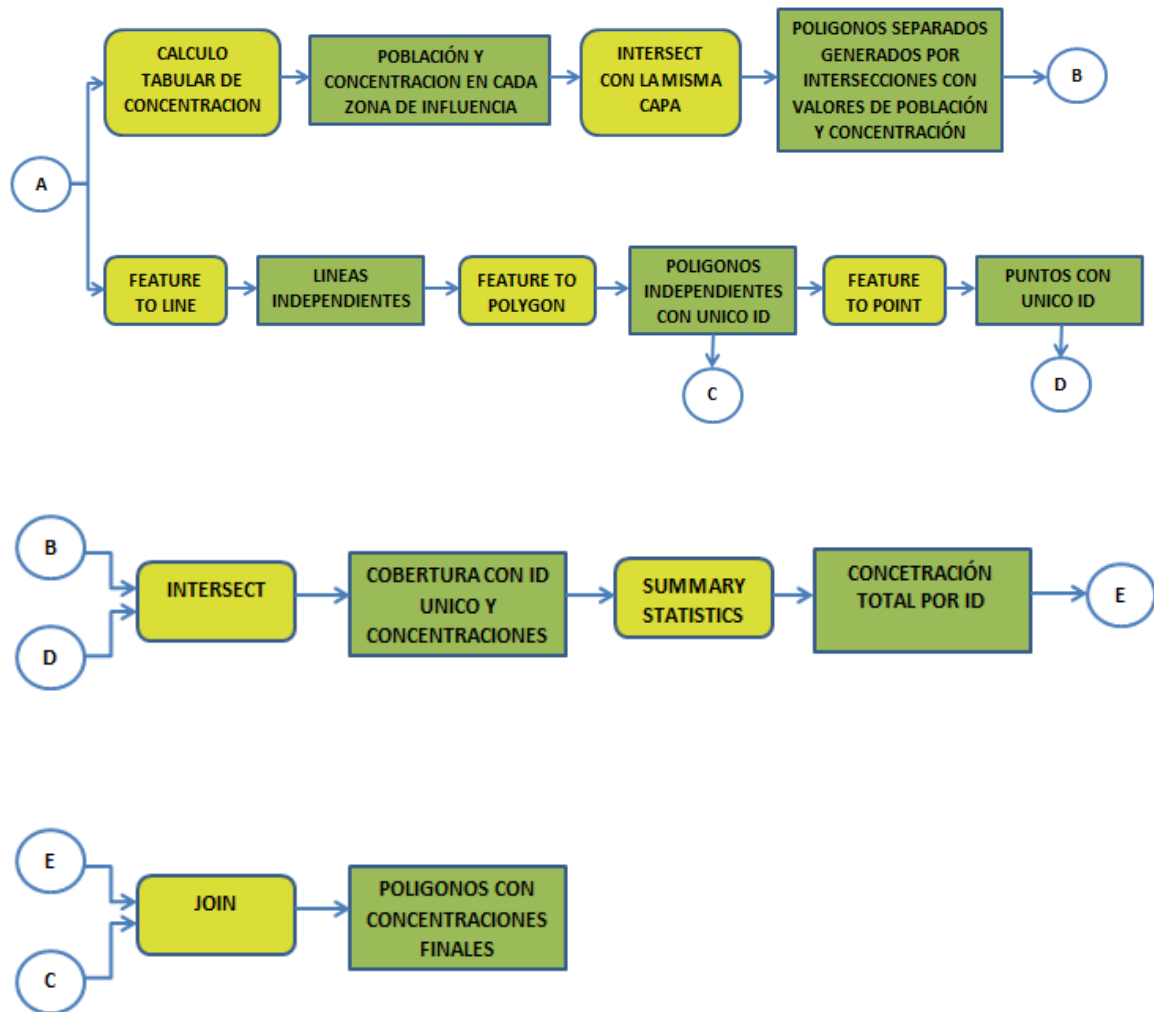 CALCULO
TABULAR DE
CONCENTRACION
POBLACIÓN Y
CONCENTRACION EN CADA
ZONA DE INFLUENCIA
INTERSECT
CON LA MISMA
CAPA
POLIGONOS SEPARADOS
GENERADOS POR
INTERSECCIONES CON
VALORES DE POBLACIÓN
Y CONCENTRACIÓN
B
A
FEATURE
TO LINE
LINEAS
INDEPENDIENTES
FEATURE TO
POLYGON
POLIGONOS
INDEPENDIENTES
CON UNICO ID
FEATURE
TO POINT
PUNTOS CON
UNICO ID
C
D
B
D
INTERSECT
COBERTURA CON ID
UNICO Y
CONCENTRACIONES
SUMMARY
STATISTICS
CONCETRACIÓN
TOTAL POR ID
E
E
C
JOIN
POLIGONOS CON
CONCENTRACIONES
FINALES